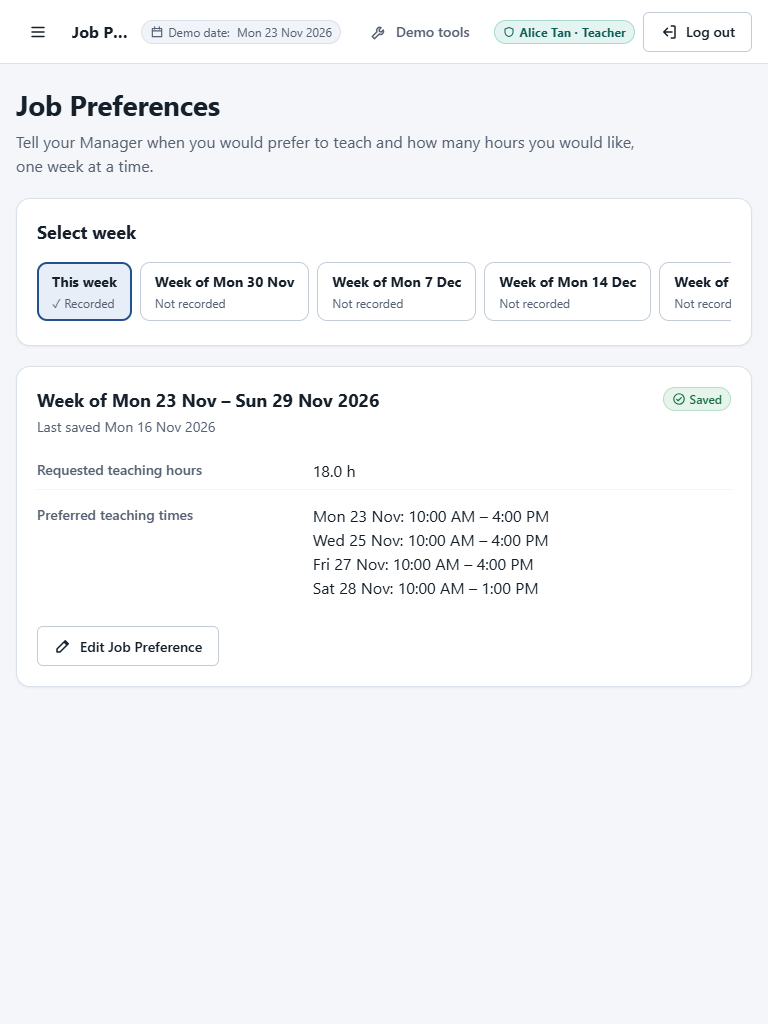 Job P...
Demo date: Mon 23 Nov 2026
Demo tools
Alice Tan · Teacher
Log out
Job Preferences
Tell your Manager when you would prefer to teach and how many hours you would like,
one week at a time.
Select week
This week
✓ Recorded
Week of Mon 30 Nov
Not recorded
Week of Mon 7 Dec
Not recorded
Week of Mon 14 Dec
Not recorded
Week of
Not record
Week of Mon 23 Nov – Sun 29 Nov 2026
Saved
Last saved Mon 16 Nov 2026
Requested teaching hours
18.0 h
Preferred teaching times
Mon 23 Nov: 10:00 AM – 4:00 PM
Wed 25 Nov: 10:00 AM – 4:00 PM
Fri 27 Nov: 10:00 AM – 4:00 PM
Sat 28 Nov: 10:00 AM – 1:00 PM
Edit Job Preference